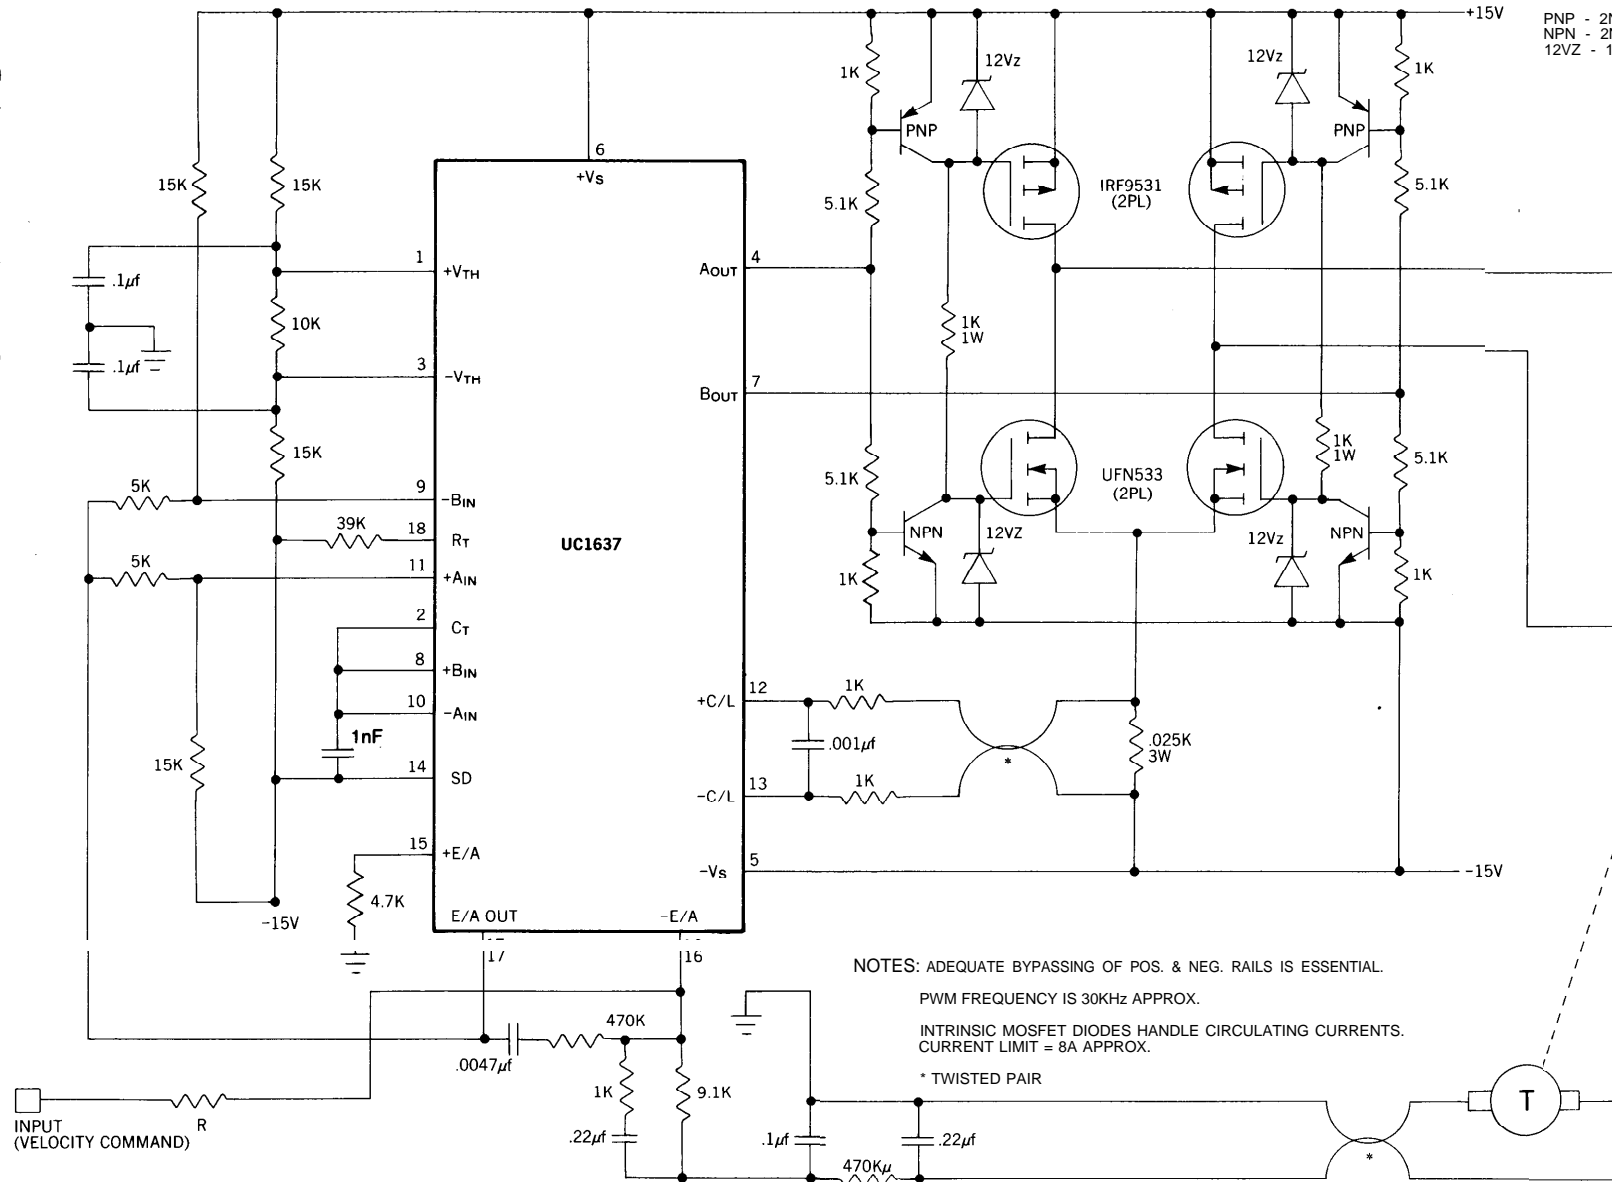 +15V
PNP - 2N
NPN - 2N
12VZ - 1
1K
12Vz
12Vz
1K
PNP
PNP
6
+Vs
15K
15K
5.1K
IRF9531
(2PL)
5.1K
1
+VTH
4
AOUT
.1µf
10K
1K
1W
.1µf
3
-VTH
7
BOUT
15K
1K
1W
5.1K
5.1K
UFN533
(2PL)
5K
9
-BIN
39K
18
RT
UC1637
NPN
12VZ
12Vz
NPN
5K
11
+AIN
1K
1K
2
CT
8
+BIN
12
+C/L
1K
10
-AIN
1nF
.001µf
.025K
3W
*
15K
14
SD
13
-C/L
1K
15
+E/A
5
-Vs
-15V
4.7K
-15V
E/A OUT
-E/A
17
16
NOTES: ADEQUATE BYPASSING OF POS. & NEG. RAILS IS ESSENTIAL.
PWM FREQUENCY IS 30KHz APPROX.
INTRINSIC MOSFET DIODES HANDLE CIRCULATING CURRENTS.
CURRENT LIMIT = 8A APPROX.
* TWISTED PAIR
470K
.0047µf
1K
9.1K
T
INPUT
(VELOCITY COMMAND)
R
.22µf
.1µf
.22µf
*
470Kµ